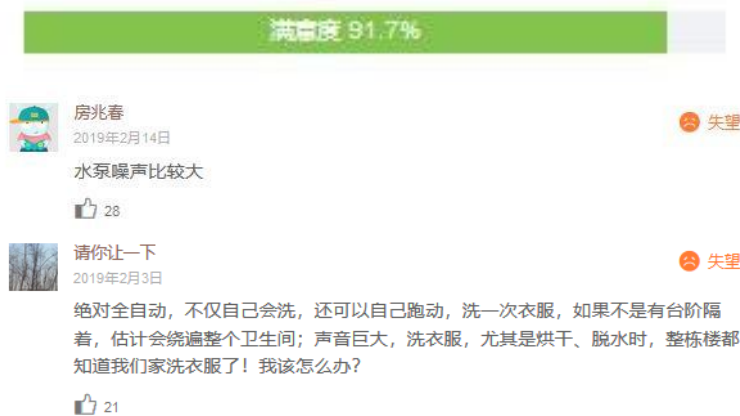 满意度 91.7%
房兆春
失望
2019年2月14日
水泵噪声比较大
28
请你让一下
失望
2019年2月3日
绝对全自动，不仅自己会洗，还可以自己跑动，洗一次衣服，如果不是有台阶隔
着，估计会绕遍整个卫生间；声音巨大，洗衣服，尤其是烘干、脱水时，整栋楼都
知道我们家洗衣服了！我该怎么办？
21